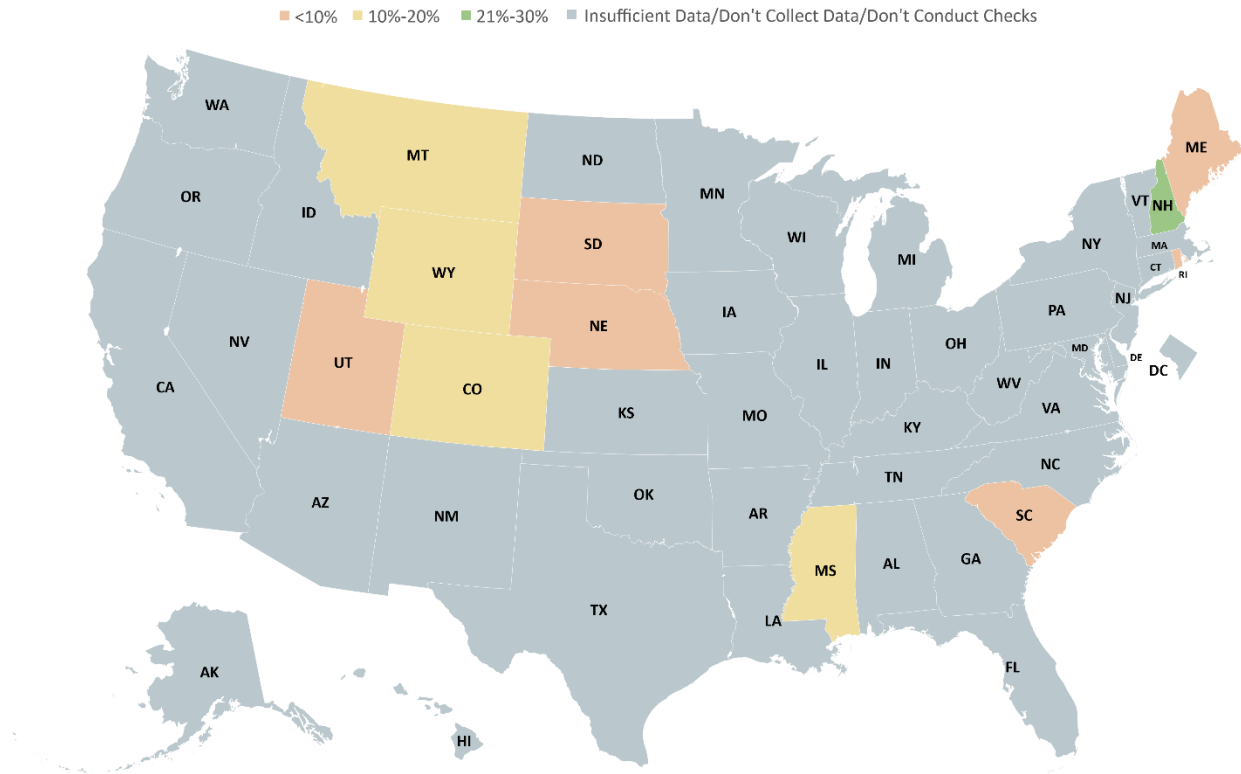 <10% 10%-20% 21%-30% Insufficient Data/Don't Collect Data/Don't Conduct Checks
WA
ME
MT
ND
MN
OR
VT
NH
ID
WI
NY
SD
MA
MI
WY
CT
RI
NJ
IA
PA
NE
NV
OH
MD
DE
UT
IL
IN
DC
CA
CO
WV
VA
KS
MO
KY
NC
TN
OK
AZ
NM
AR
SC
GA
AL
MS
TX
LA
FL
AK
HI